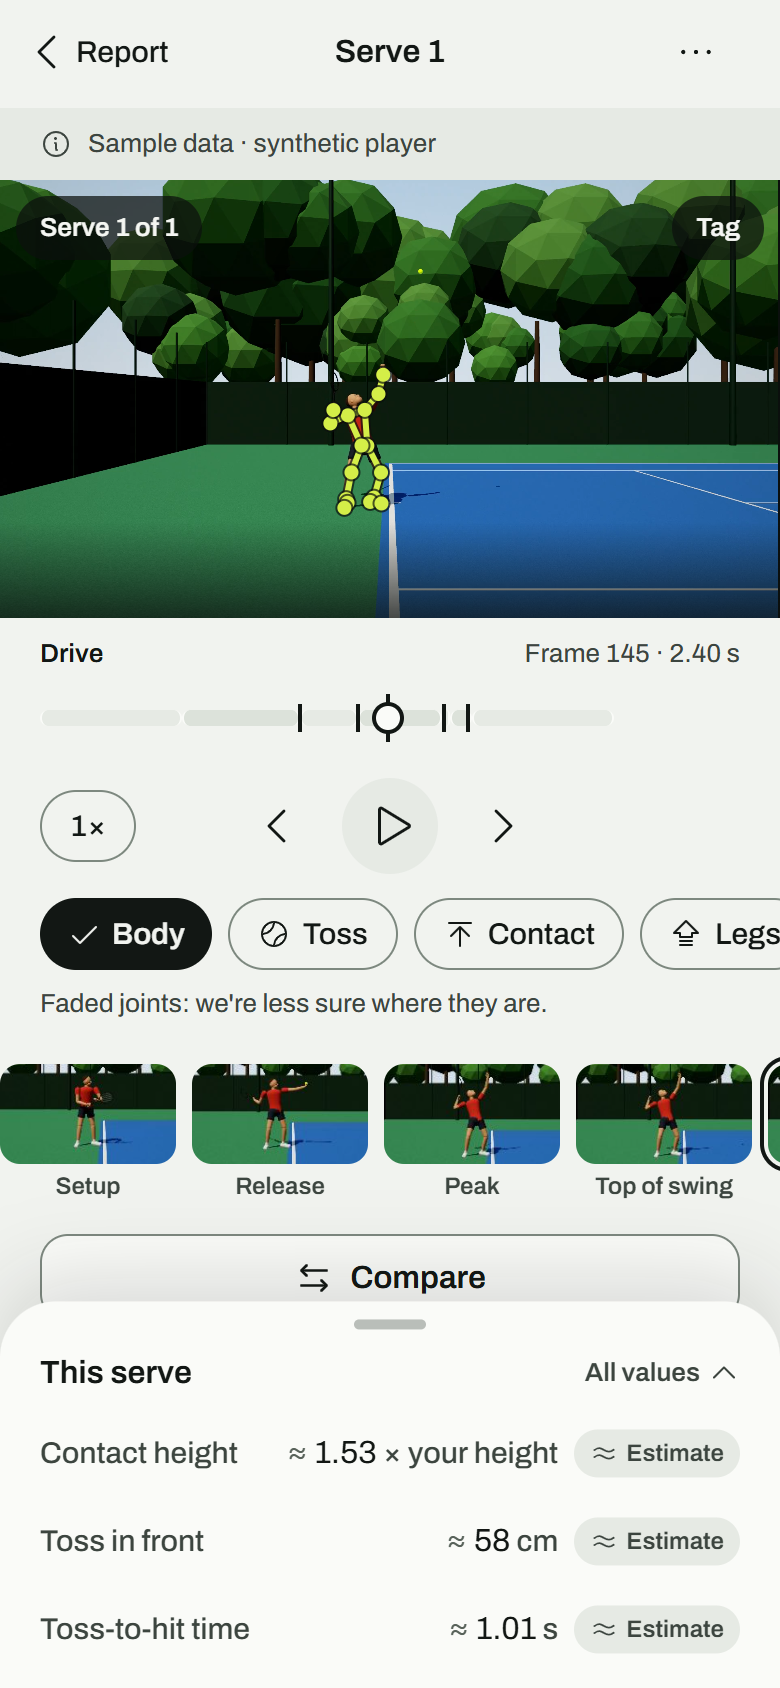 Report
Serve 1
Sample data · synthetic player
Serve 1 of 1
Tag
Drive
Frame 145 · 2.40 s
1×
Body
Toss
Contact
Legs
Faded joints: we're less sure where they are.
Setup
Release
Peak
Top of swing
Compare
This serve
All values
Contact height ≈ 1.53 × your height ≈ Estimate
Toss in front ≈ 58 cm ≈ Estimate
Toss-to-hit time ≈ 1.01 s ≈ Estimate